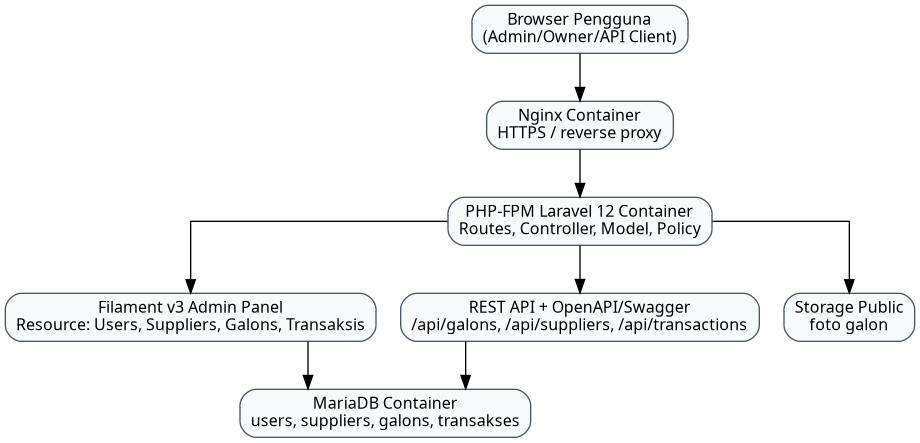 Browser Pengguna
(Admin/Owner/API Client)
Nginx Container
HTTPS / reverse proxy
PHP-FPM Laravel 12 Container
Routes, Controller, Model, Policy
Filament v3 Admin Panel
Resource: Users, Suppliers, Galons, Transaksis
REST API + OpenAPI/Swagger
/api/galons, /api/suppliers, /api/transactions
Storage Public
foto galon
MariaDB Container
users, suppliers, galons, transakses